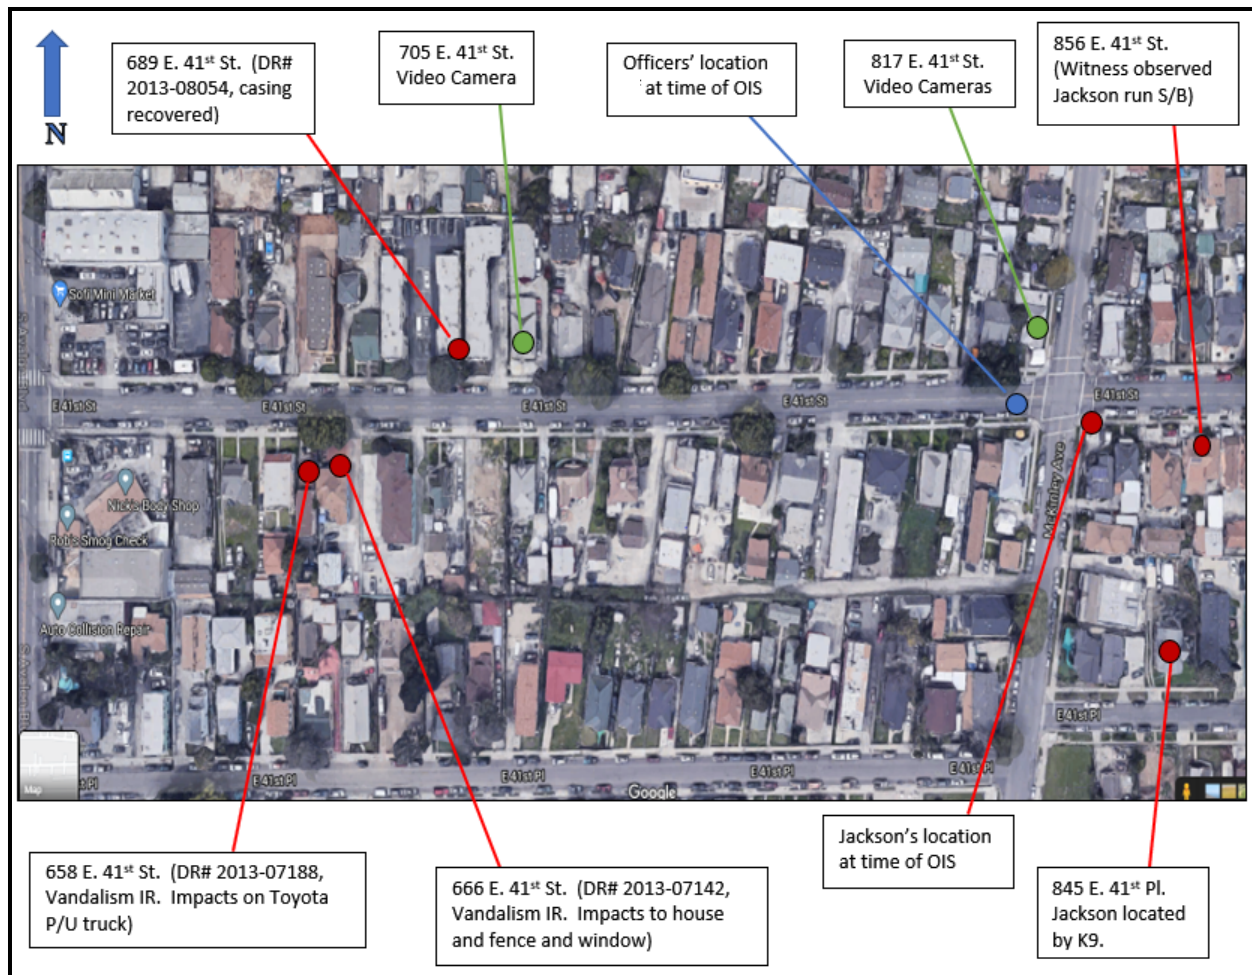 689 E. 41st St. (DR#
2013-08054, casing
recovered)
705 E. 41st St.
Video Camera
Officers’ location
at time of OIS
817 E. 41st St.
Video Cameras
856 E. 41st St.
(Witness observed
Jackson run S/B)
N
Sofi Mini Market
E 41st St
E 41st St
E 41st St
E 41st St
E 41st St
Nick's Body Shop
Rob's Smog Check
McKinley Ave
Auto Collision Repair
E 41st Pl
E 41st Pl
E 41st Pl
E 41st Pl
E 41st Pl
st Pl
Map
Google
658 E. 41st St. (DR# 2013-07188,
Vandalism IR. Impacts on Toyota
P/U truck)
666 E. 41st St. (DR# 2013-07142,
Vandalism IR. Impacts to house
and fence and window)
Jackson’s location
at time of OIS
845 E. 41st Pl.
Jackson located
by K9.